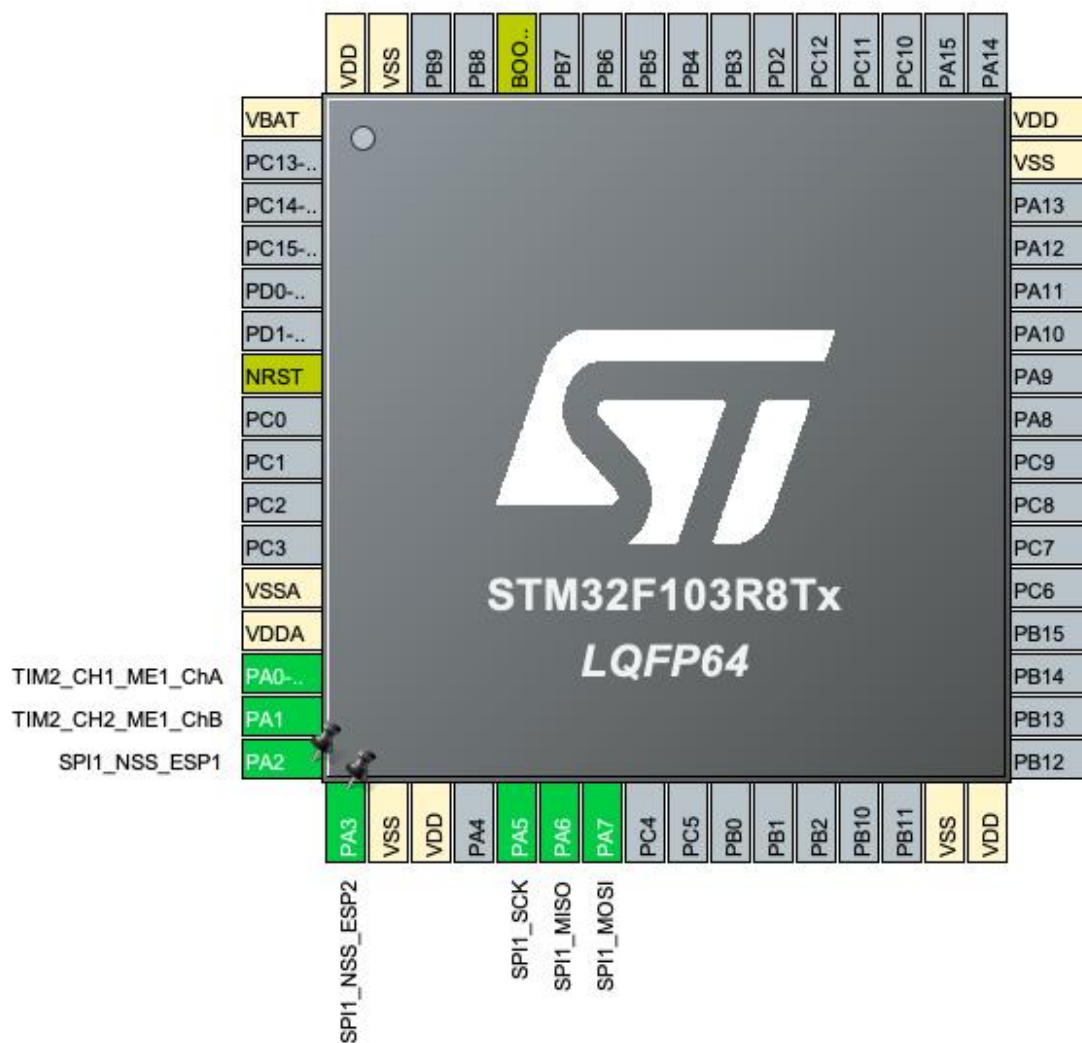 VDD
VSS
PB9
PB8
BOO..
PB7
PB6
PB5
PB4
PB3
PD2
PC12
PC11
PC10
PA15
PA14
VBAT
PC13-..
PC14-..
PC15-..
PD0-..
PD1-..
NRST
PC0
PC1
PC2
PC3
VSSA
VDDA
TIM2_CH1_ME1_ChA PA0-..
TIM2_CH2_ME1_ChB PA1
SPI1_NSS_ESP1 PA2
ST
STM32F103R8Tx
LQFP64
VDD
VSS
PA13
PA12
PA11
PA10
PA9
PA8
PC9
PC8
PC7
PC6
PB15
PB14
PB13
PB12
PA3
VSS
VDD
PA4
PA5
PA6
PA7
PC4
PC5
PB0
PB1
PB2
PB10
PB11
VSS
VDD
SPI1_NSS_ESP2
SPI1_SCK
SPI1_MISO
SPI1_MOSI